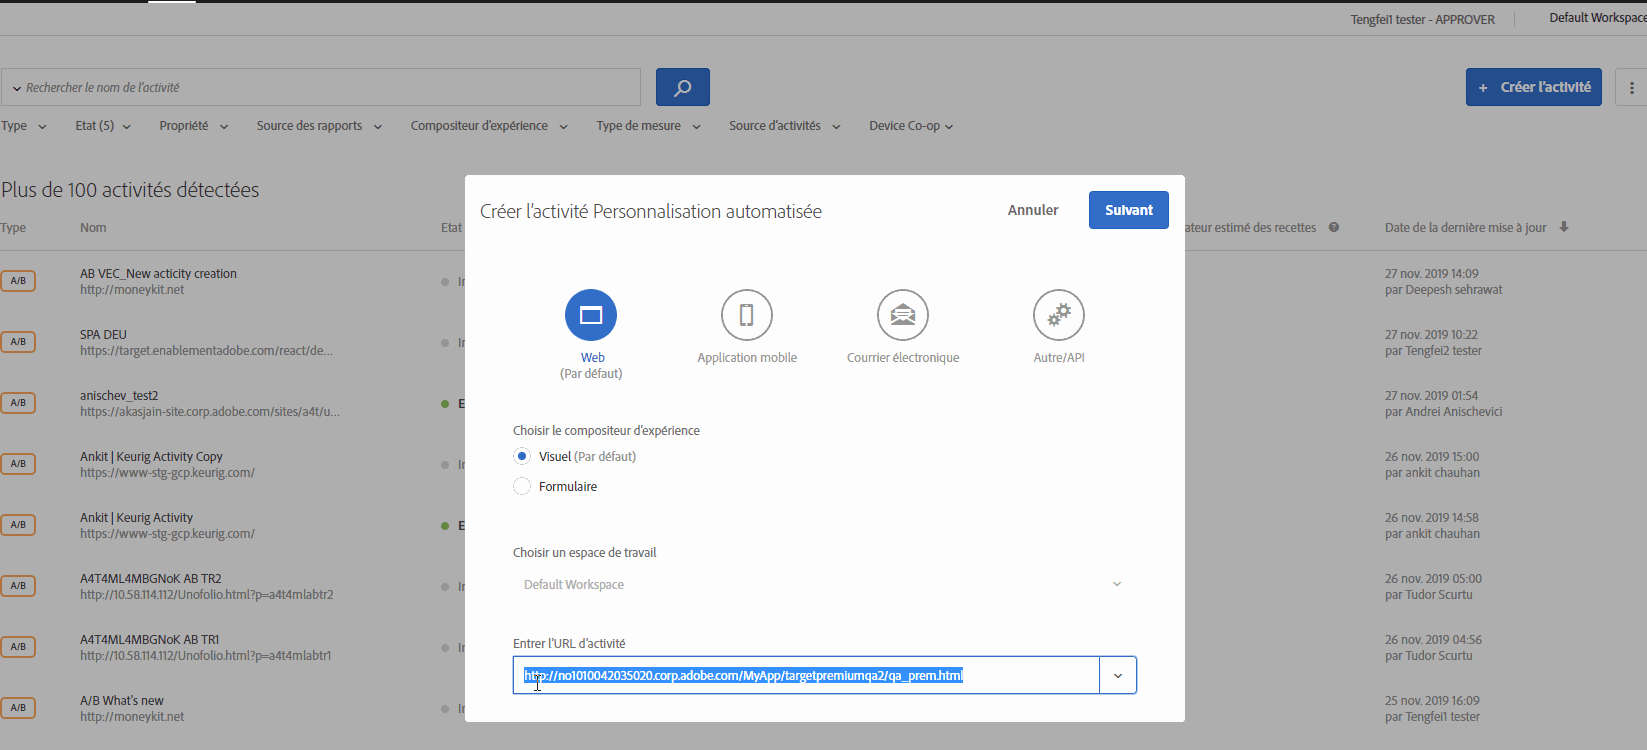 Tengfei1 tester - APPROVER
Default Workspace
Rechercher le nom de l'activité
+ Créer l'activité
Type
Etat (5)
Propriété
Source des rapports
Compositeur d'expérience
Type de mesure
Source d'activités
Device Co-op
Plus de 100 activités détectées
Type
Nom
Etat
ateur estimé des recettes
Date de la dernière mise à jour
Créer l'activité Personnalisation automatisée
Annuler
Suivant
Web
(Par défaut)
Application mobile
Courrier électronique
Autre/API
Choisir le compositeur d'expérience
Visuel (Par défaut)
Formulaire
Choisir un espace de travail
Default Workspace
Entrer l'URL d'activité
http://no1010042035020.corp.adobe.com/MyApp/targetpremiumqa2/qa_prem.html
A/B
AB VEC_New acticity creation
http://moneykit.net
27 nov. 2019 14:09
par Deepesh sehrawat
A/B
SPA DEU
https://target.enablementadobe.com/react/de...
27 nov. 2019 10:22
par Tengfei2 tester
A/B
anischev_test2
https://akasjain-site.corp.adobe.com/sites/a4t/u...
27 nov. 2019 01:54
par Andrei Anischevici
A/B
Ankit | Keurig Activity Copy
https://www-stg-gcp.keurig.com/
26 nov. 2019 15:00
par ankit chauhan
A/B
Ankit | Keurig Activity
https://www-stg-gcp.keurig.com/
26 nov. 2019 14:58
par ankit chauhan
A/B
A4T4ML4MBGNoK AB TR2
http://10.58.114.112/Unofolio.html?p=a4t4mlabtr2
26 nov. 2019 05:00
par Tudor Scurtu
A/B
A4T4ML4MBGNoK AB TR1
http://10.58.114.112/Unofolio.html?p=a4t4mlabtr1
26 nov. 2019 04:56
par Tudor Scurtu
A/B
A/B What's new
http://moneykit.net
25 nov. 2019 16:09
par Tengfei1 tester